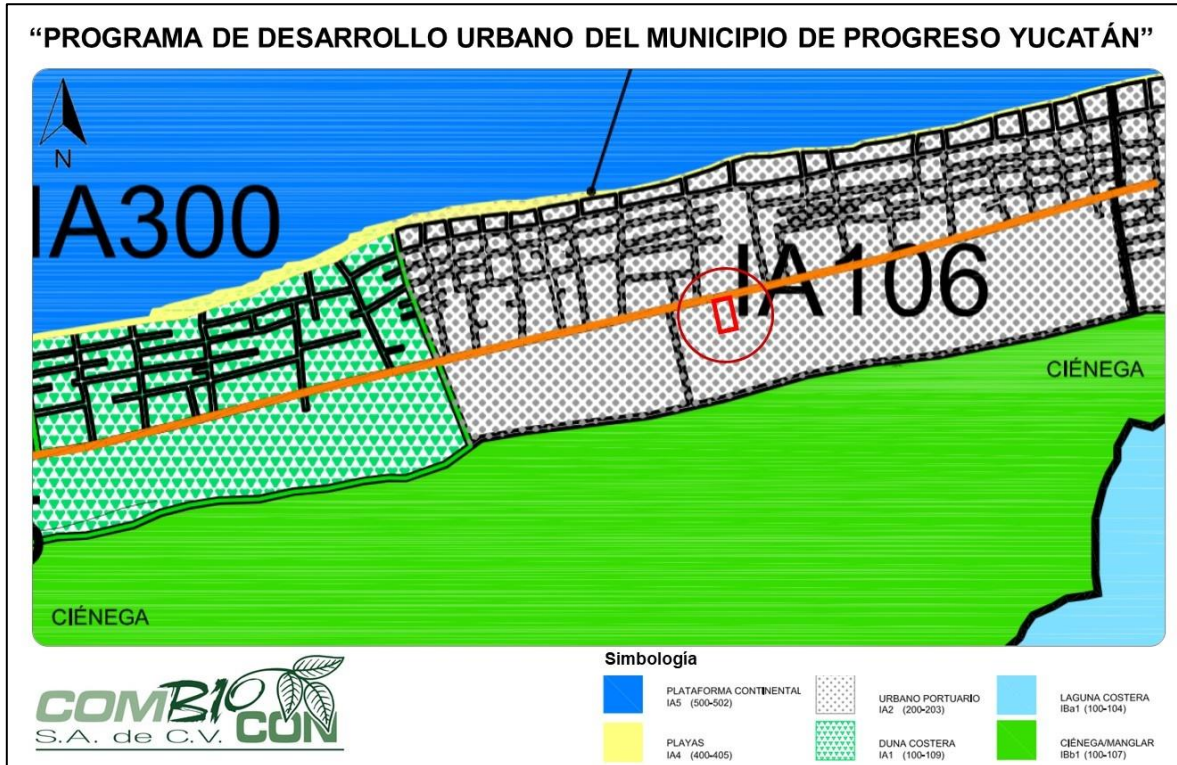 “PROGRAMA DE DESARROLLO URBANO DEL MUNICIPIO DE PROGRESO YUCATÁN”
N
IA300
IA106
CIÉNEGA
CIÉNEGA
COMBIOCON
S.A. de C.V.
Simbología
PLATAFORMA CONTINENTAL
IA5 (500-502)
PLAYAS
IA4 (400-405)
URBANO PORTUARIO
IA2 (200-203)
DUNA COSTERA
IA1 (100-109)
LAGUNA COSTERA
IBa1 (100-104)
CIÉNEGA/MANGLAR
IBb1 (100-107)